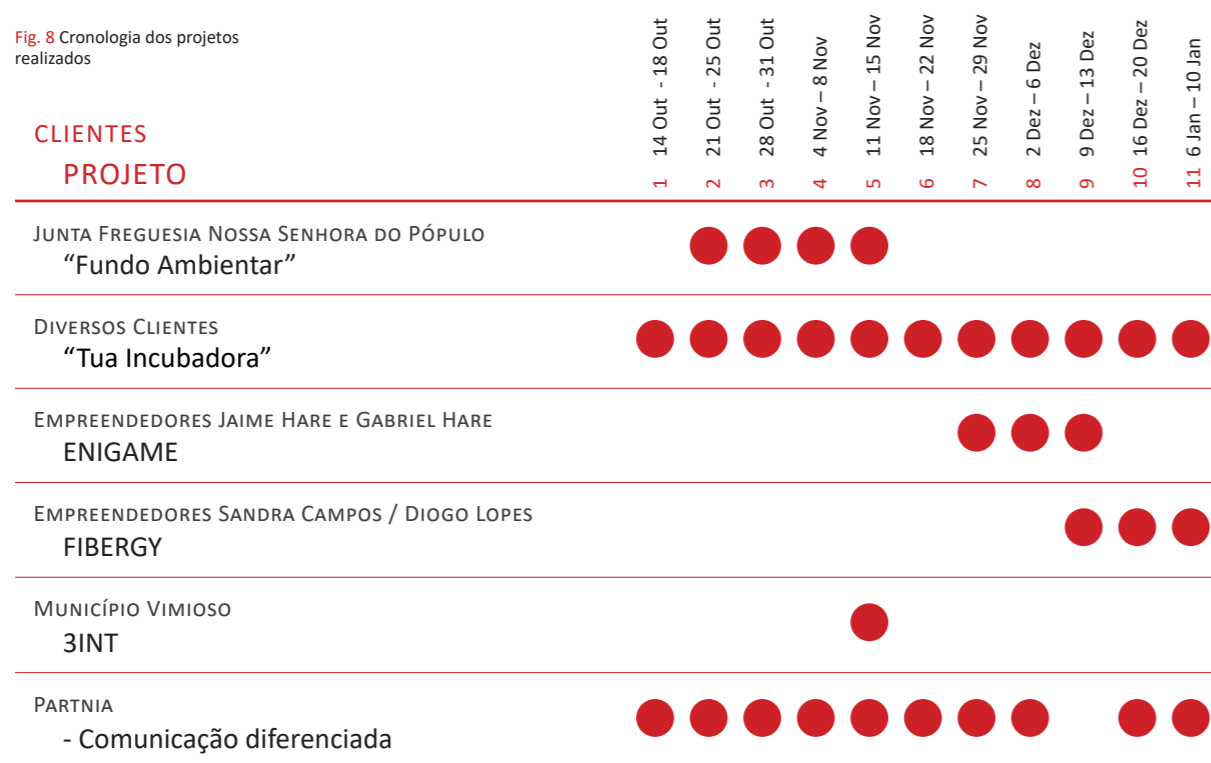 Fig. 8 Cronologia dos projetos
realizados
CLIENTES
PROJETO
1 14 Out - 18 Out
2 21 Out - 25 Out
3 28 Out - 31 Out
4 4 Nov – 8 Nov
5 11 Nov – 15 Nov
6 18 Nov – 22 Nov
7 25 Nov – 29 Nov
8 2 Dez – 6 Dez
9 9 Dez – 13 Dez
10 16 Dez – 20 Dez
11 6 Jan – 10 Jan
Junta Freguesia Nossa Senhora do Pópulo
“Fundo Ambientar”
Diversos Clientes
“Tua Incubadora”
Empreendedores Jaime Hare e Gabriel Hare
ENIGAME
Empreendedores Sandra Campos / Diogo Lopes
FIBERGY
Município Vimioso
3INT
Partnia
- Comunicação diferenciada